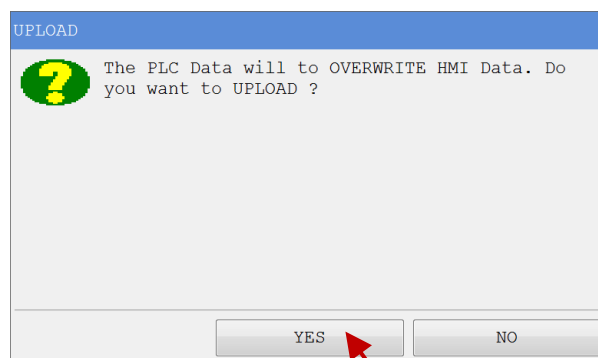 UPLOAD
The PLC Data will to OVERWRITE HMI Data. Do
you want to UPLOAD ?
YES
NO